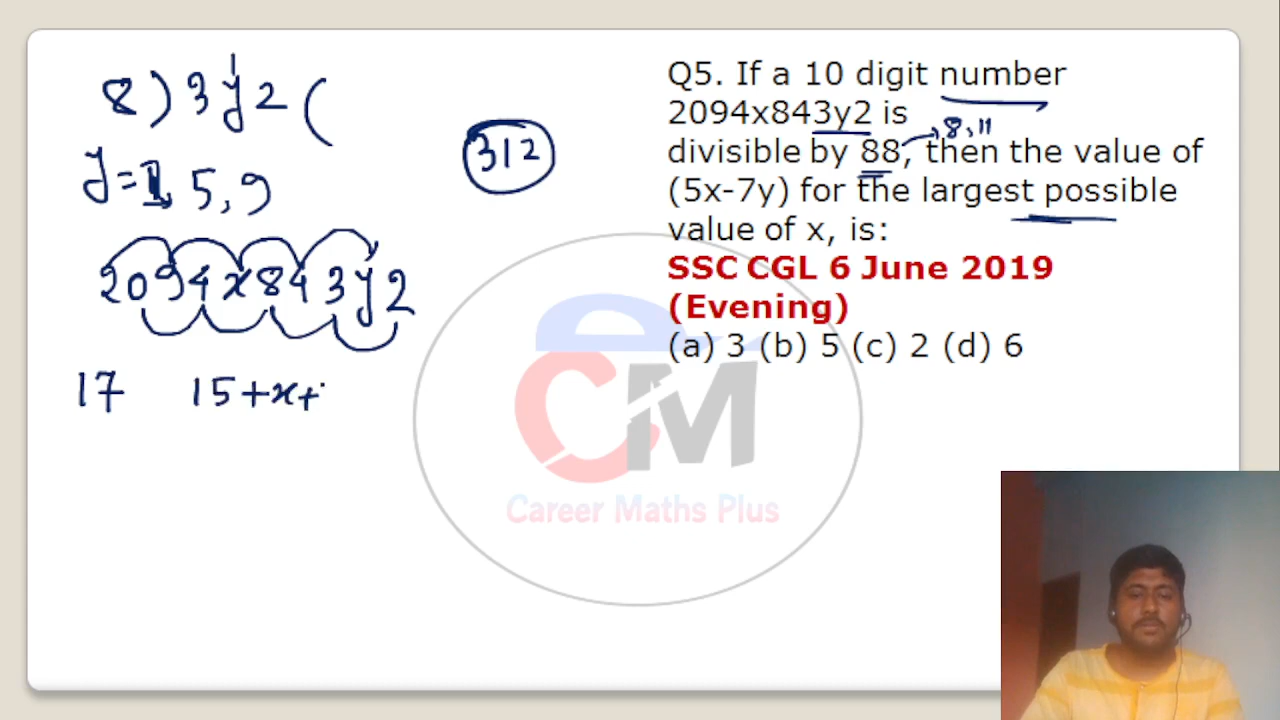 8) 3y2 (
y=1, 5, 9
312
2094x843y2
17 15+x+
Q5. If a 10 digit number
2094x843y2 is
8, 11
divisible by 88, then the value of
(5x-7y) for the largest possible
value of x, is:
SSC CGL 6 June 2019
(Evening)
(a) 3 (b) 5 (c) 2 (d) 6
CM
Career Maths Plus